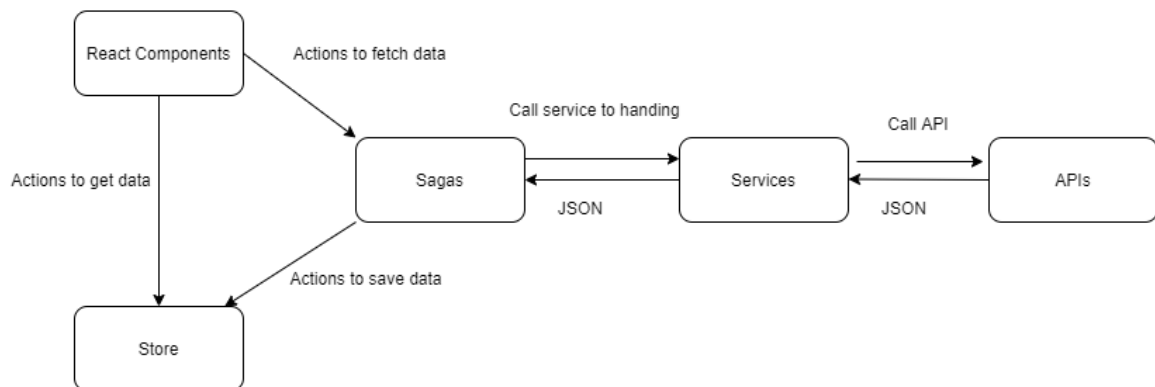 React Components
Actions to fetch data
Call service to handing
Call API
Actions to get data
Sagas
Services
APIs
JSON
JSON
Actions to save data
Store